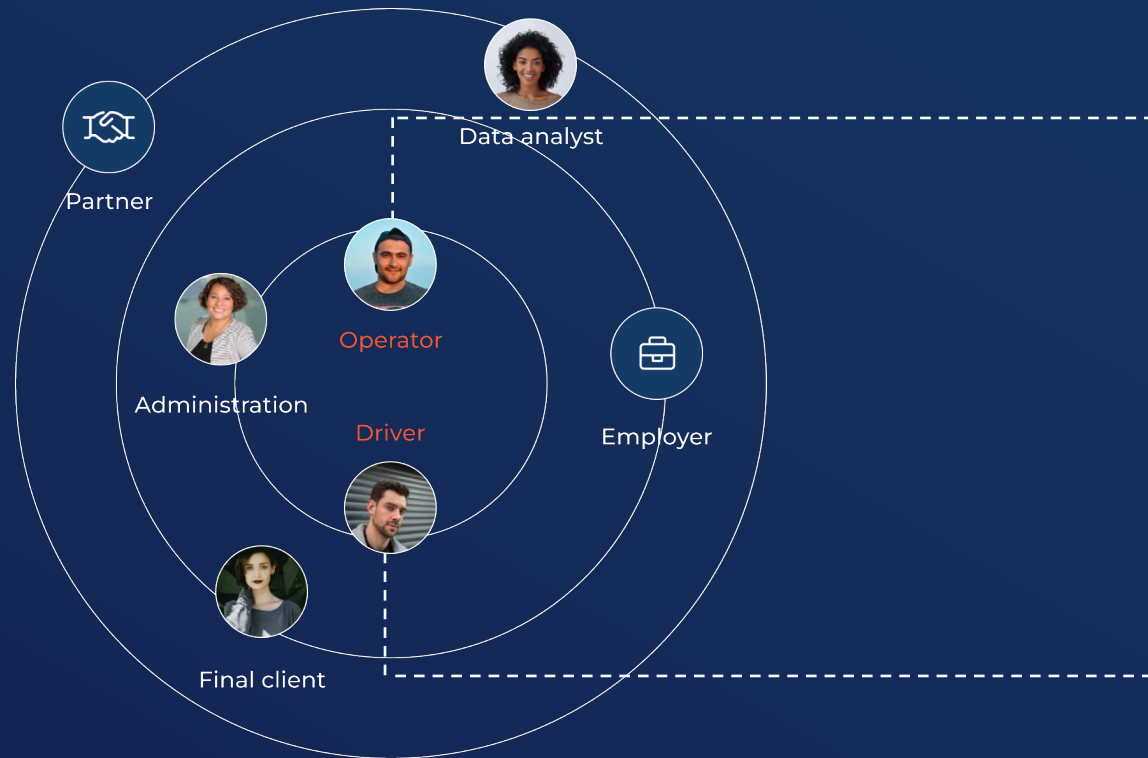 Data analyst
Partner
Operator
Administration
Driver
Employer
Final client